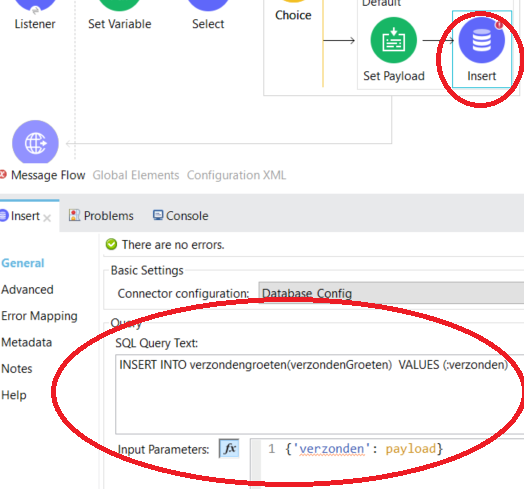 Default
Choice
Listener
Set Variable
Select
Set Payload
Insert
Message Flow Global Elements Configuration XML
Insert Problems Console
There are no errors.
General
Basic Settings
Advanced
Connector configuration: Database_Config
Error Mapping
Query
Metadata
SQL Query Text:
Notes
INSERT INTO verzondengroeten(verzondenGroeten) VALUES (:verzonden)
Help
Input Parameters: fx 1 {'verzonden': payload}